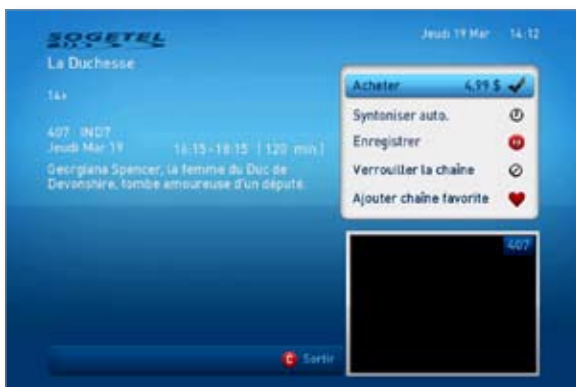 SOGETEL
Jeudi 19 Mar 14:12
La Duchesse
14+
407 IND7
Jeudi Mar 19 16:15-18:15 (120 min.)
Georgiana Spencer, la femme du Duc de
Devonshire, tombe amoureuse d'un député.
Acheter 4,99 $
Syntoniser auto.
Enregistrer
Verrouiller la chaîne
Ajouter chaîne favorite
407
C Sortir